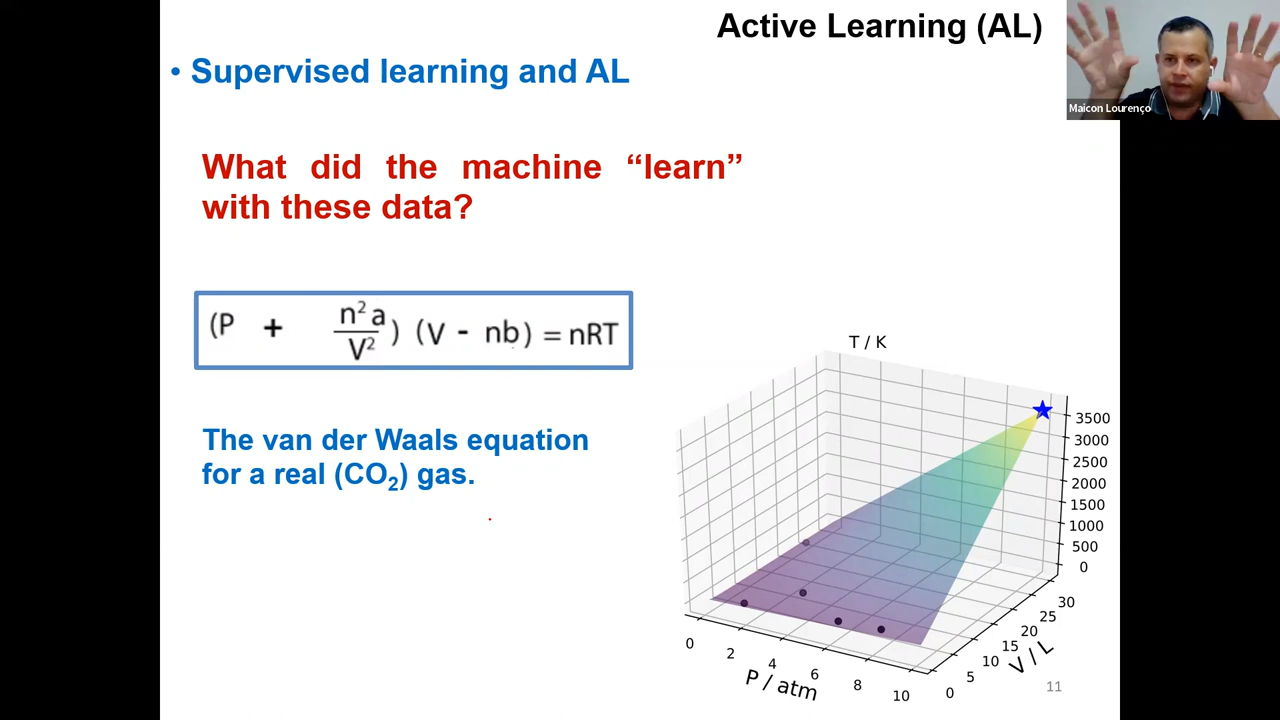 Active Learning (AL)
• Supervised learning and AL
Maicon Lourenço
What did the machine “learn”
with these data?
(P + n²a / V²) (V - nb) = nRT
The van der Waals equation
for a real (CO₂) gas.
T / K
3500
3000
2500
2000
1500
1000
500
0
30
25
20
15
10
5
0
V / L
0
2
4
6
8
10
P / atm
11